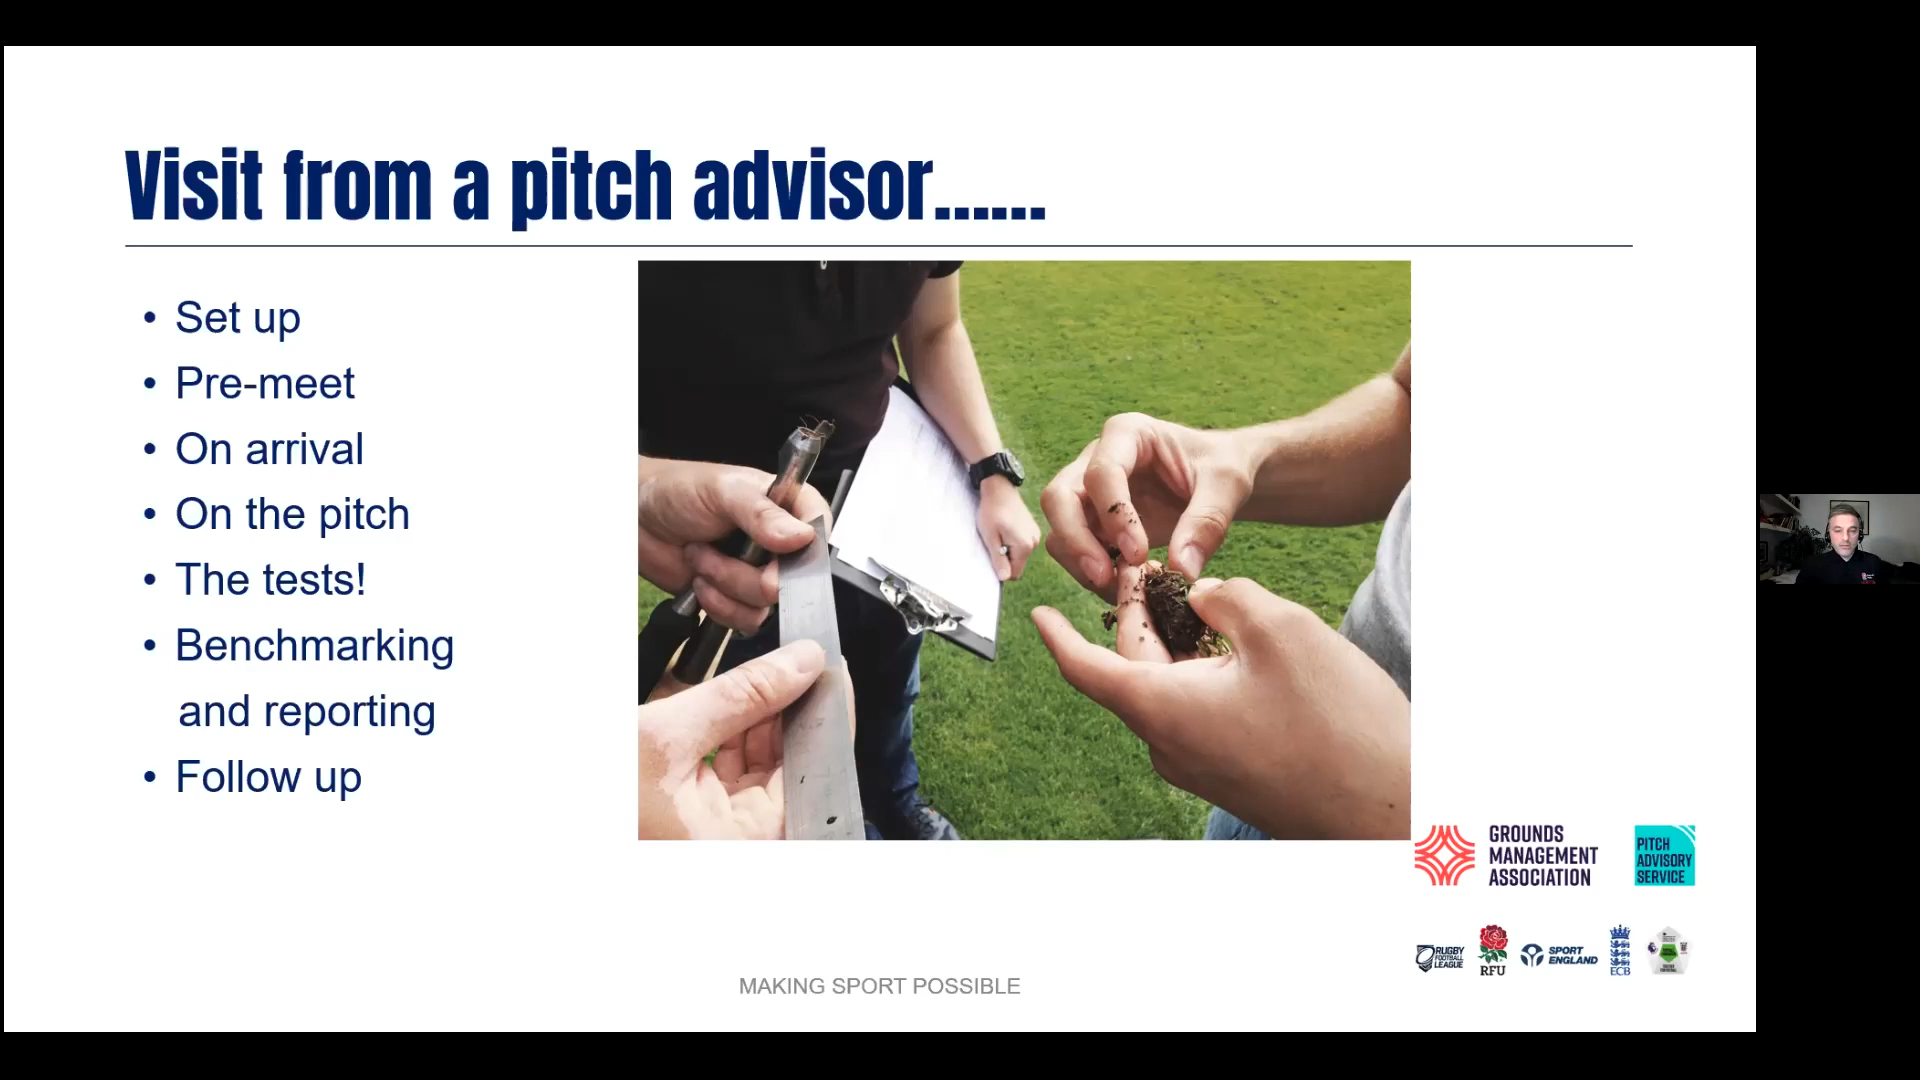 Visit from a pitch advisor......
• Set up
• Pre-meet
• On arrival
• On the pitch
• The tests!
• Benchmarking
and reporting
• Follow up
GROUNDS
MANAGEMENT
ASSOCIATION
PITCH
ADVISORY
SERVICE
RUGBY
FOOTBALL
LEAGUE
RFU
SPORT
ENGLAND
ECB
MAKING SPORT POSSIBLE